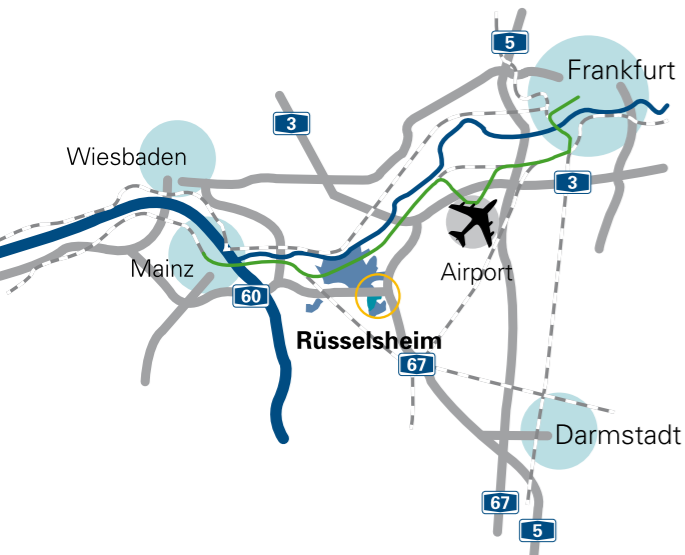 5
Frankfurt
3
Wiesbaden
3
Mainz
Airport
60
Rüsselsheim
67
Darmstadt
67
5